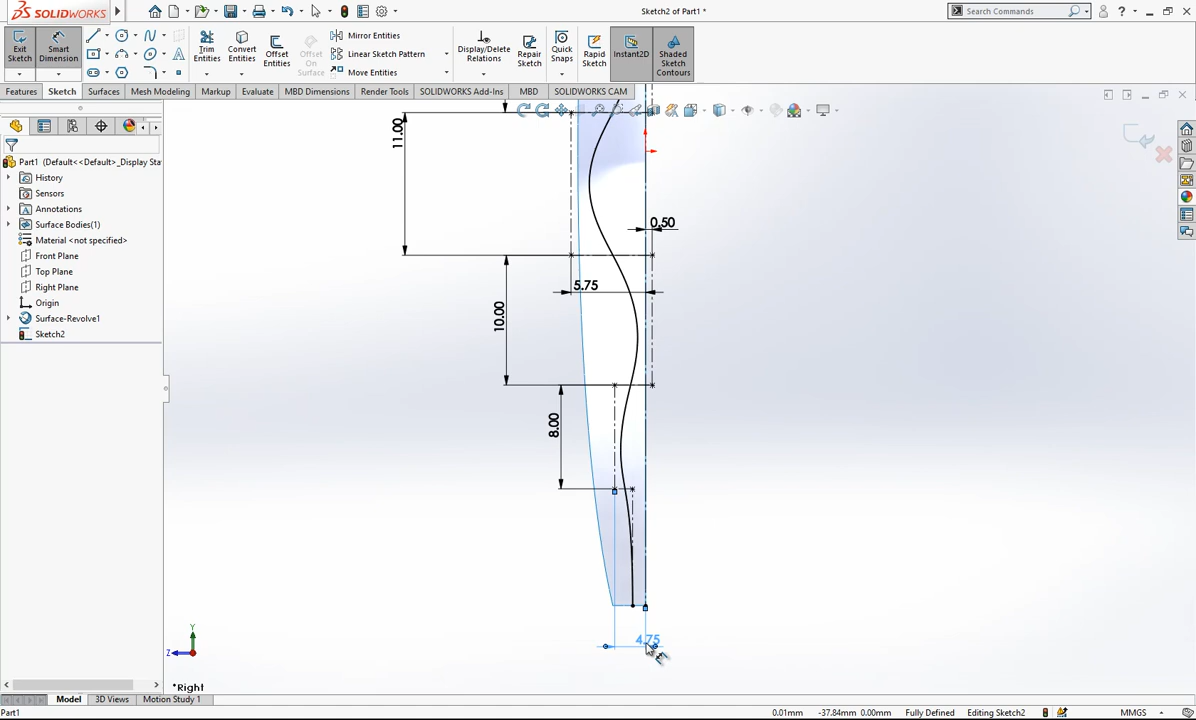 SOLIDWORKS
Sketch2 of Part1 *
Search Commands
Exit Sketch
Smart Dimension
Trim Entities
Convert Entities
Offset Entities
Offset On Surface
Mirror Entities
Linear Sketch Pattern
Move Entities
Display/Delete Relations
Repair Sketch
Quick Snaps
Rapid Sketch
Instant2D
Shaded Sketch Contours
Features
Sketch
Surfaces
Mesh Modeling
Markup
Evaluate
MBD Dimensions
Render Tools
SOLIDWORKS Add-Ins
MBD
SOLIDWORKS CAM
Part1 (Default<<Default>_Display Sta
History
Sensors
Annotations
Surface Bodies(1)
Material <not specified>
Front Plane
Top Plane
Right Plane
Origin
Surface-Revolve1
Sketch2
11.00
0.50
5.75
10.00
8.00
4.75
Y
Z
*Right
Model
3D Views
Motion Study 1
Part1
0.01mm
-37.84mm
0.00mm
Fully Defined
Editing Sketch2
MMGS